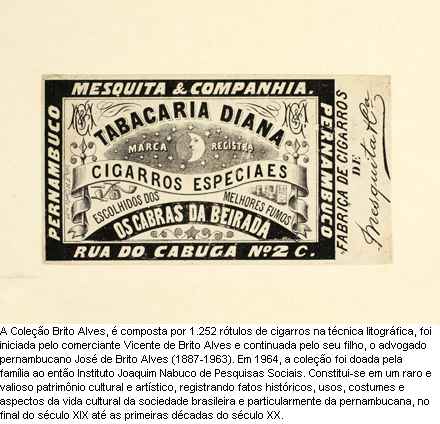 MESQUITA & COMPANHIA.
PERNAMBUCO
PERNAMBUCO
TABACARIA DIANA
MARCA REGISTRA
CIGARROS ESPECIAES
ESCOLHIDOS DOS MELHORES FUMOS
OS CABRAS DA BEIRADA
RUA DO CABUGA Nº 2 C.
FABRICA DE CIGARROS
DE
Mesquita & Cia
A Coleção Brito Alves, é composta por 1.252 rótulos de cigarros na técnica litográfica, foi
iniciada pelo comerciante Vicente de Brito Alves e continuada pelo seu filho, o advogado
pernambucano José de Brito Alves (1887-1963). Em 1964, a coleção foi doada pela
família ao então Instituto Joaquim Nabuco de Pesquisas Sociais. Constitui-se em um raro e
valioso patrimônio cultural e artístico, registrando fatos históricos, usos, costumes e
aspectos da vida cultural da sociedade brasileira e particularmente da pernambucana, no
final do século XIX até as primeiras décadas do século XX.